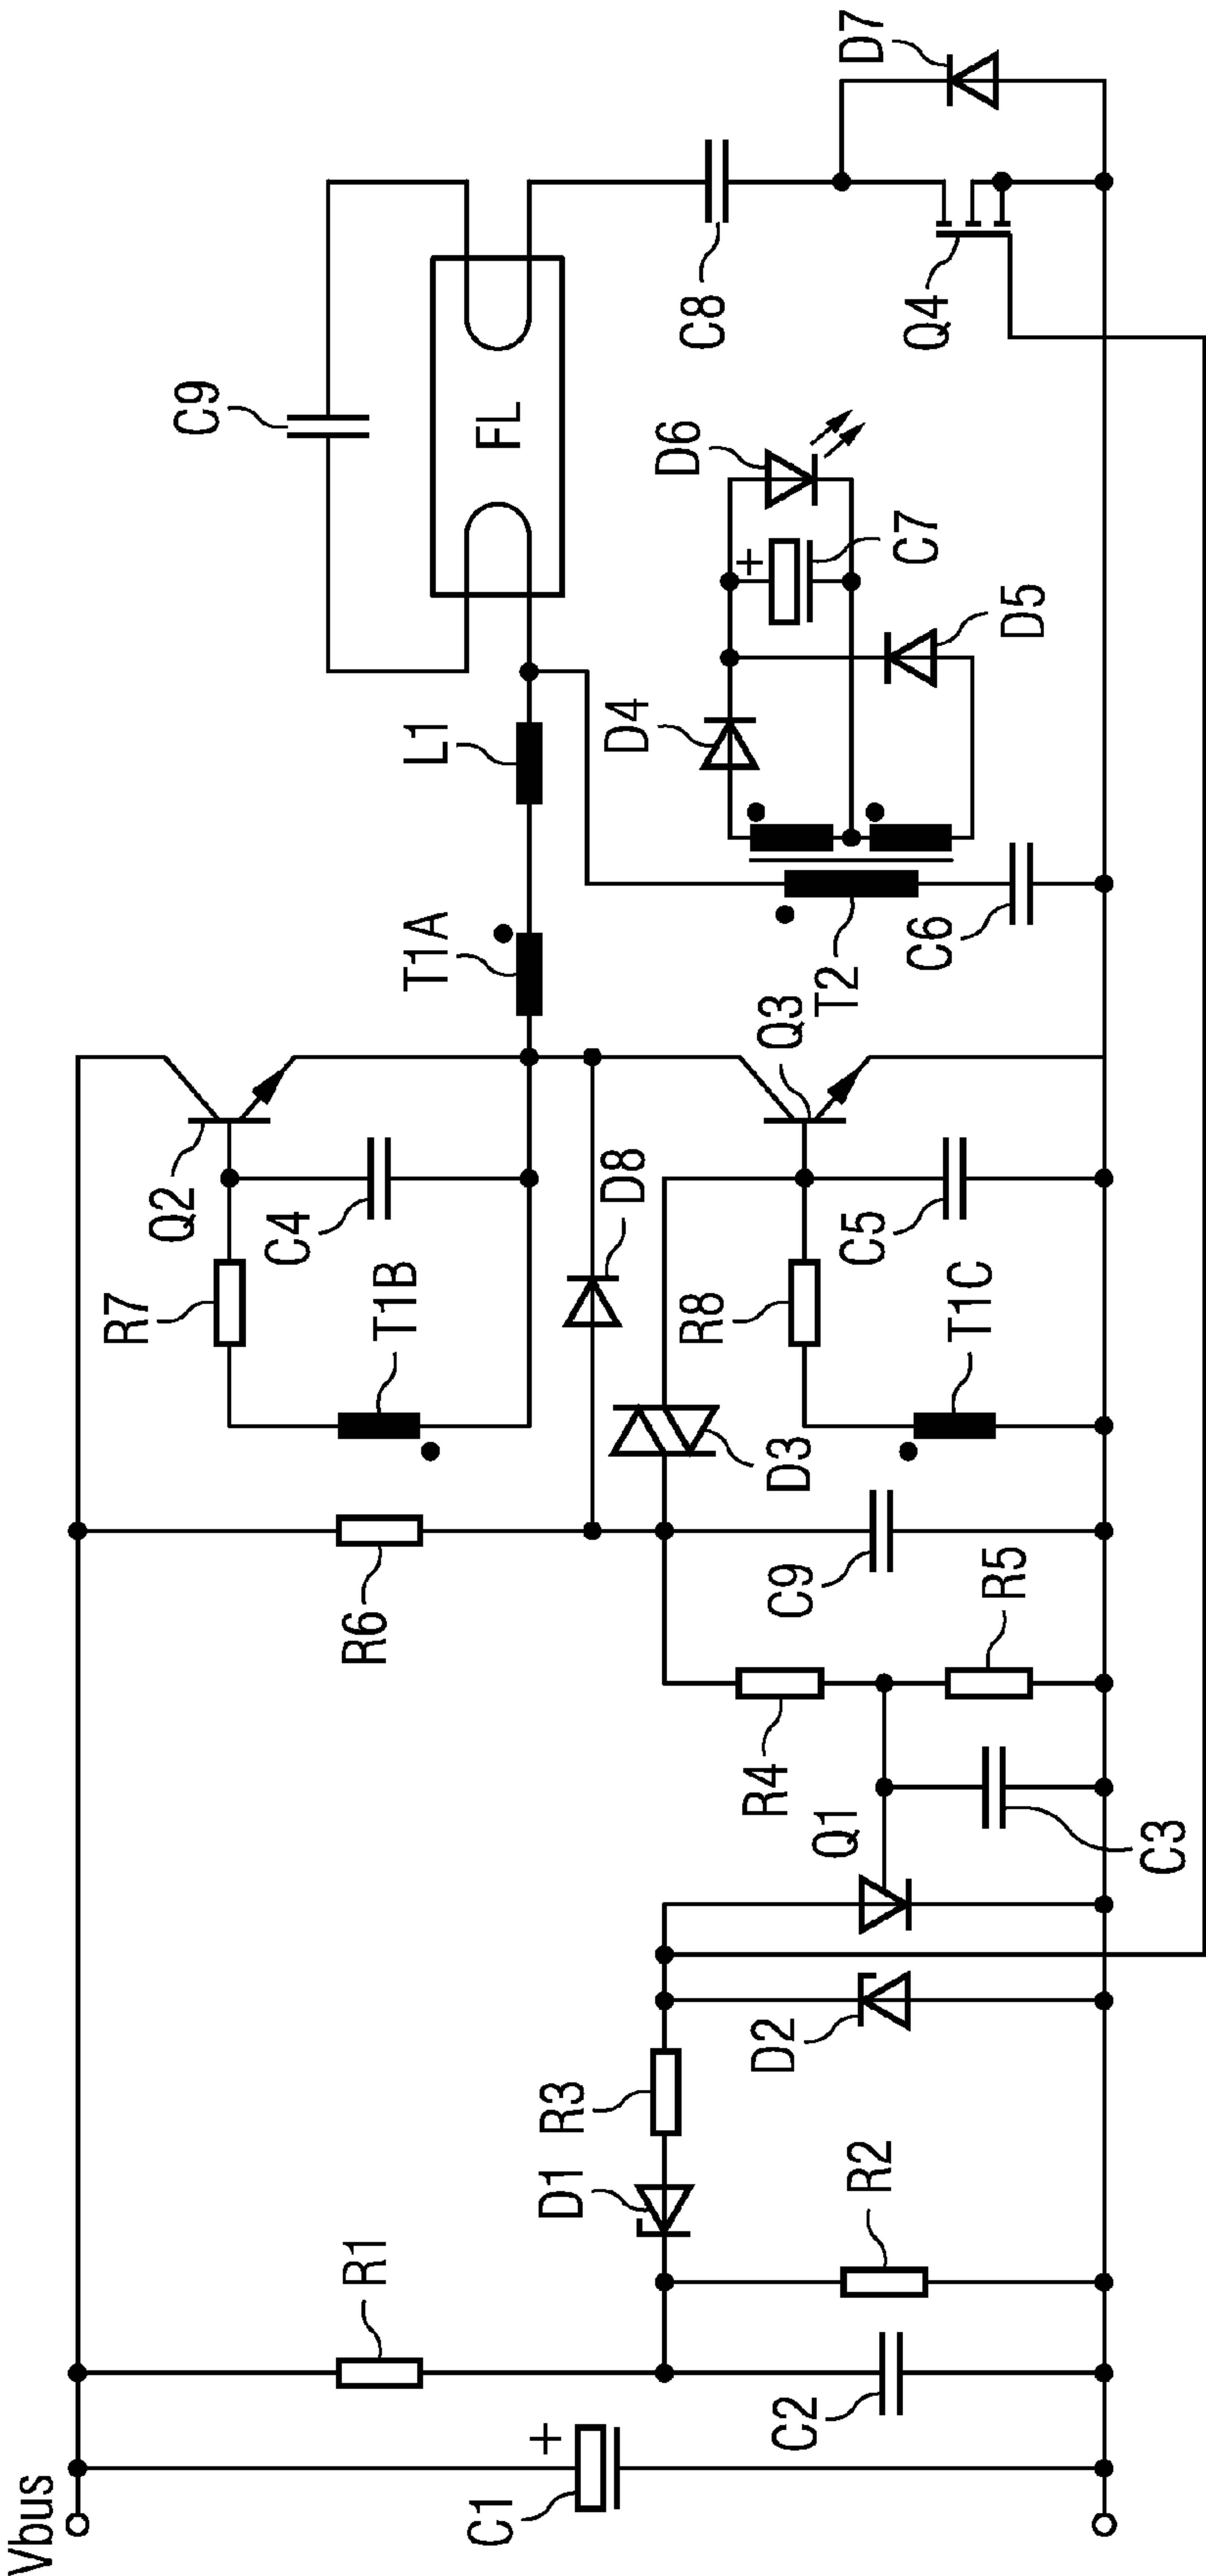 Vbus
C1
R1
C2
R2
D1
R3
D2
Q1
C3
R4
R5
R6
C9
D3
T1B
T1C
R7
R8
D8
C4
C5
Q2
Q3
T1A
T2
C6
L1
D4
D5
C7
+
D6
C9
FL
C8
Q4
D7
+